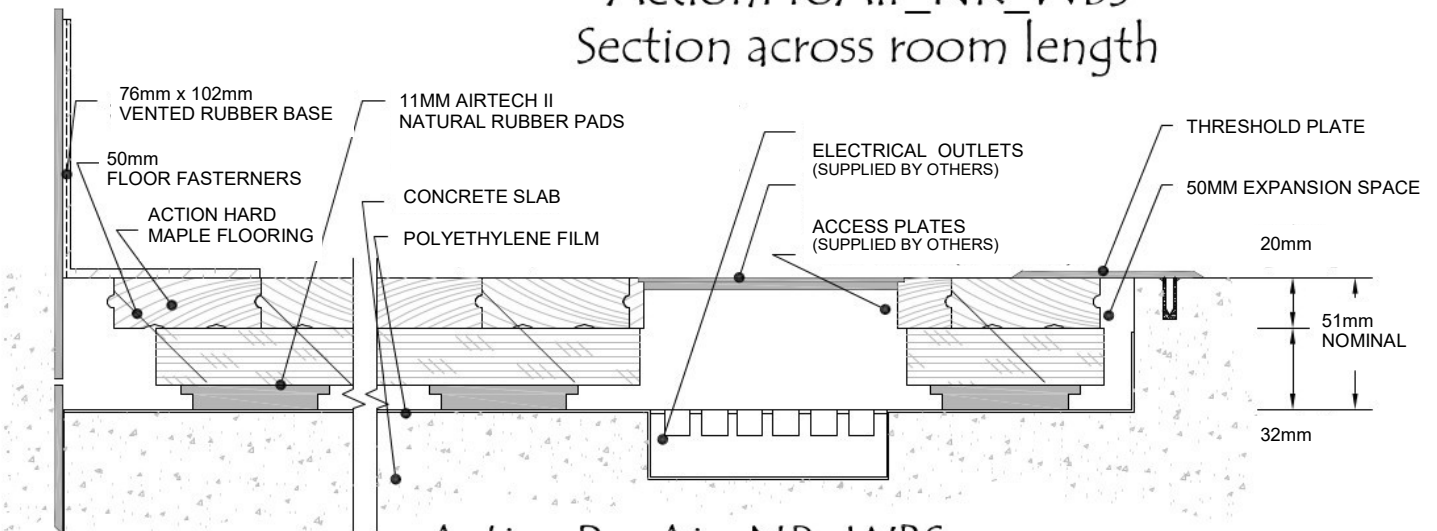 Section across room length
76mm x 102mm
VENTED RUBBER BASE
11MM AIRTECH II
NATURAL RUBBER PADS
THRESHOLD PLATE
ELECTRICAL OUTLETS
(SUPPLIED BY OTHERS)
50mm
FLOOR FASTERNERS
50MM EXPANSION SPACE
CONCRETE SLAB
ACTION HARD
MAPLE FLOORING
ACCESS PLATES
(SUPPLIED BY OTHERS)
POLYETHYLENE FILM
20mm
51mm
NOMINAL
32mm